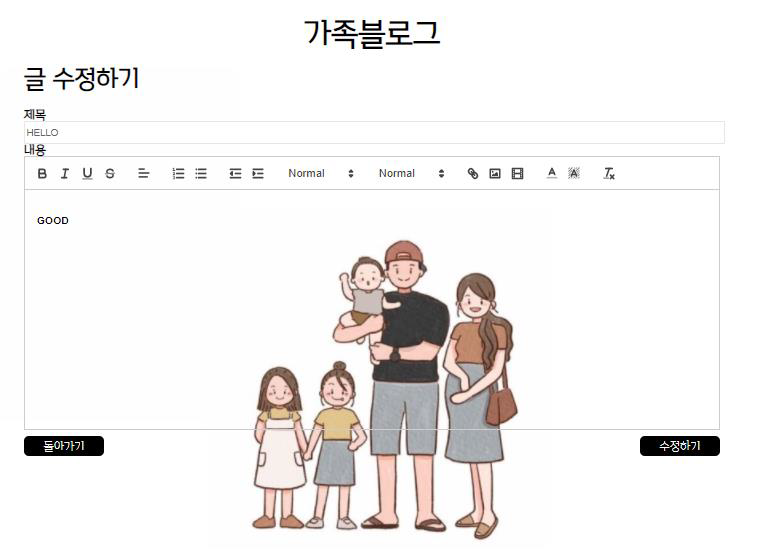 가족블로그
글 수정하기
제목
HELLO
내용
Normal Normal
GOOD
돌아가기 수정하기